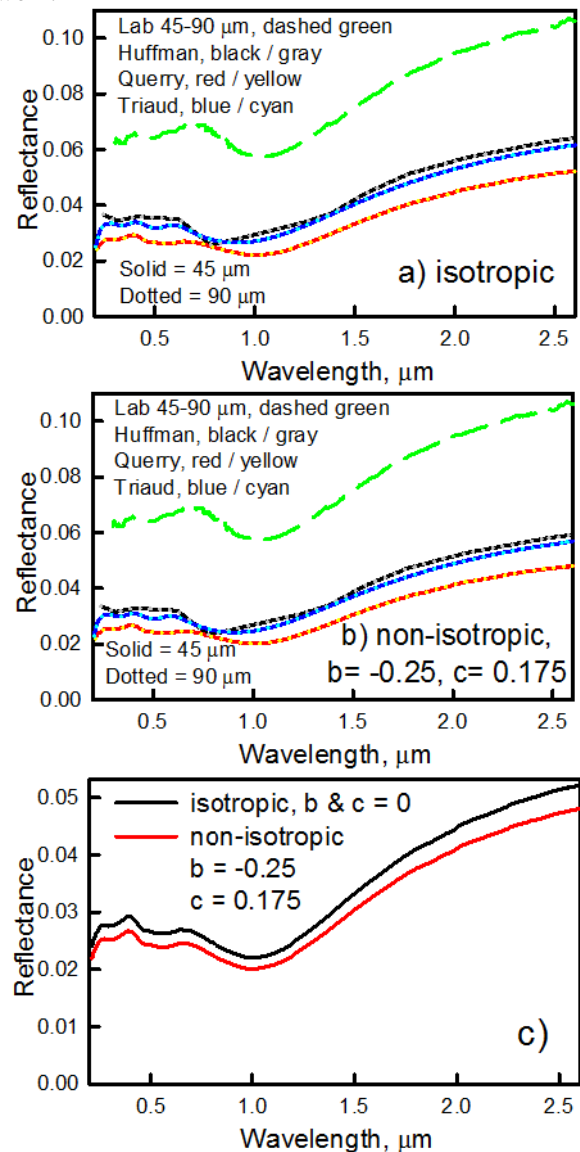 0.10
0.08
0.06
0.04
0.02
0.00
Reflectance
Lab 45-90 μm, dashed green
Huffman, black / gray
Querry, red / yellow
Triaud, blue / cyan
Solid = 45 μm
Dotted = 90 μm
a) isotropic
0.5 1.0 1.5 2.0 2.5
Wavelength, μm
0.10
0.08
0.06
0.04
0.02
0.00
Reflectance
Lab 45-90 μm, dashed green
Huffman, black / gray
Querry, red / yellow
Triaud, blue / cyan
Solid = 45 μm
Dotted = 90 μm
b) non-isotropic,
b= -0.25, c= 0.175
0.5 1.0 1.5 2.0 2.5
Wavelength, μm
0.05
0.04
0.03
0.02
0.01
0.00
Reflectance
isotropic, b & c = 0
non-isotropic
b = -0.25
c = 0.175
c)
0.5 1.0 1.5 2.0 2.5
Wavelength, μm